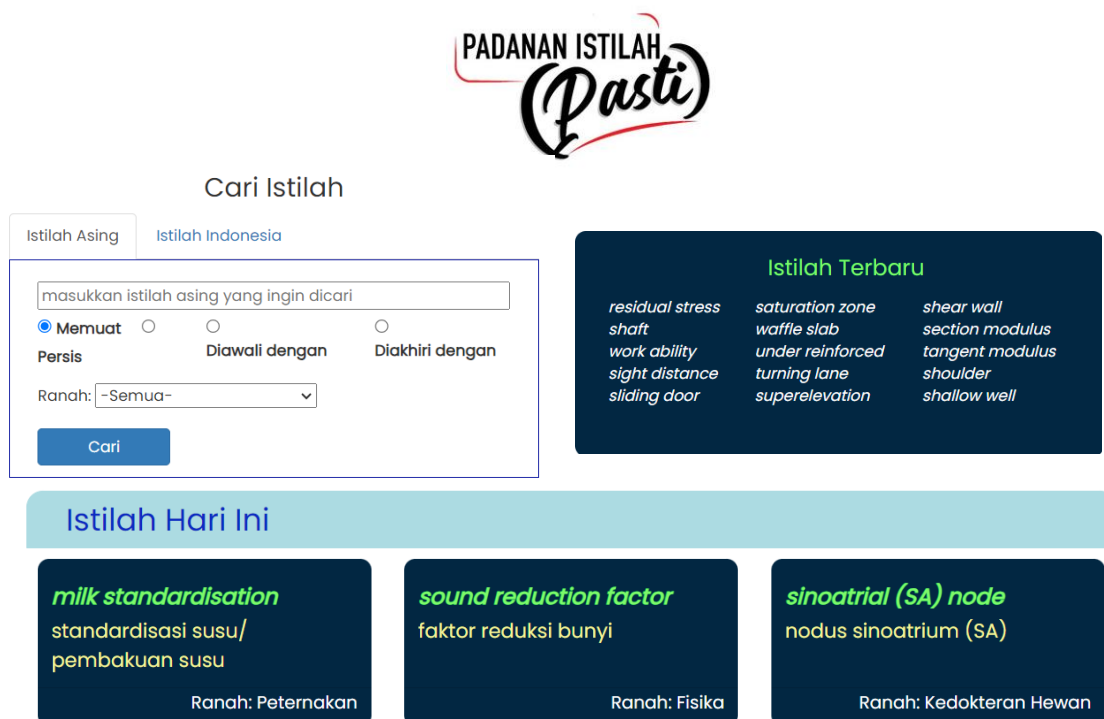 PADANAN ISTILAH
(Pasti)
Cari Istilah
Istilah Asing
Istilah Indonesia
masukkan istilah asing yang ingin dicari
Memuat
Persis
Diawali dengan
Diakhiri dengan
Ranah: -Semua-
Cari
Istilah Terbaru
residual stress
shaft
work ability
sight distance
sliding door
saturation zone
waffle slab
under reinforced
turning lane
superelevation
shear wall
section modulus
tangent modulus
shoulder
shallow well
Istilah Hari Ini
milk standardisation
standardisasi susu/
pembakuan susu
Ranah: Peternakan
sound reduction factor
faktor reduksi bunyi
Ranah: Fisika
sinoatrial (SA) node
nodus sinoatrium (SA)
Ranah: Kedokteran Hewan